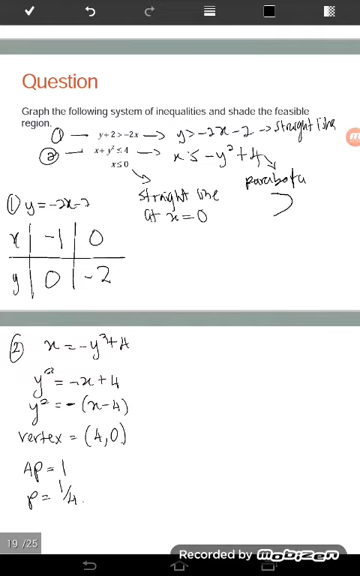 Question
Graph the following system of inequalities and shade the feasible region.
① — y + 2 > -2x → y > -2x - 2 → straight line
② — x + y² ≤ 4 → x ≤ -y² + 4
x ≤ 0
parabola
straight line
at x = 0
① y = -2x - 2
x | -1 | 0
y | 0 | -2
② x = -y² + 4
y² = -x + 4
y² = -(x - 4)
vertex = (4, 0)
4p = 1
p = 1/4
19 / 25
Recorded by mobizen